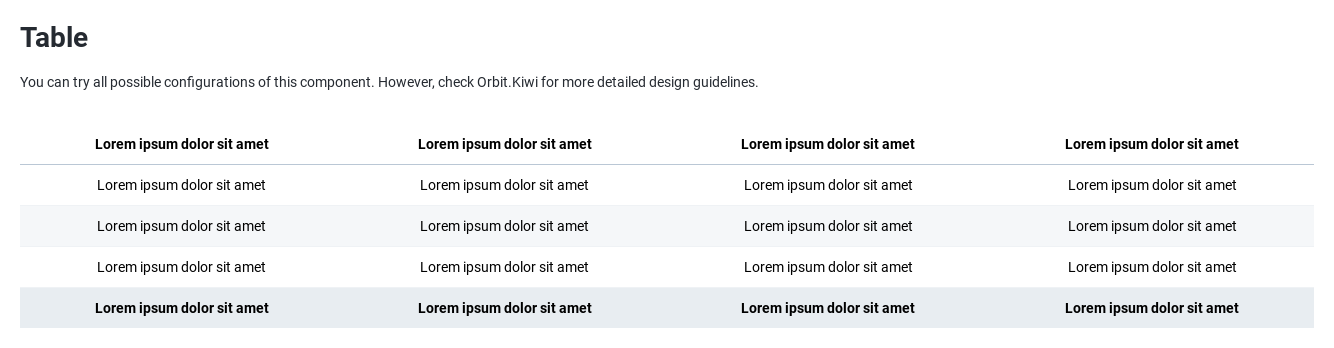 Table
You can try all possible configurations of this component. However, check Orbit.Kiwi for more detailed design guidelines.
Lorem ipsum dolor sit amet Lorem ipsum dolor sit amet Lorem ipsum dolor sit amet Lorem ipsum dolor sit amet
Lorem ipsum dolor sit amet Lorem ipsum dolor sit amet Lorem ipsum dolor sit amet Lorem ipsum dolor sit amet
Lorem ipsum dolor sit amet Lorem ipsum dolor sit amet Lorem ipsum dolor sit amet Lorem ipsum dolor sit amet
Lorem ipsum dolor sit amet Lorem ipsum dolor sit amet Lorem ipsum dolor sit amet Lorem ipsum dolor sit amet
Lorem ipsum dolor sit amet Lorem ipsum dolor sit amet Lorem ipsum dolor sit amet Lorem ipsum dolor sit amet